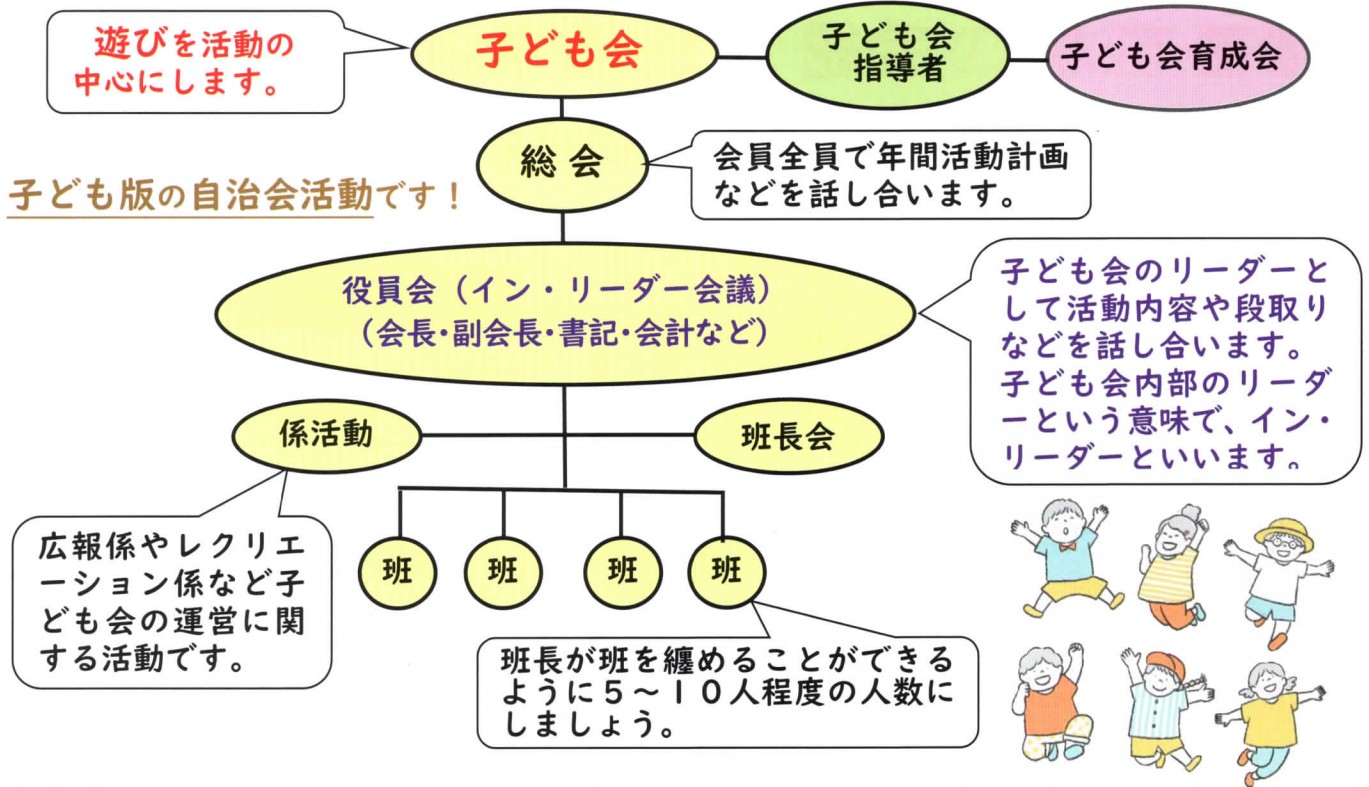 遊びを活動の
中心にします。
子ども会
子ども会
指導者
子ども会育成会
総会
会員全員で年間活動計画
などを話し合います。
子ども版の自治会活動です！
役員会（イン・リーダー会議）
（会長・副会長・書記・会計など）
子ども会のリーダーと
して活動内容や段取り
などを話し合います。
子ども会内部のリーダ
ーという意味で、イン・
リーダーといいます。
係活動
班長会
広報係やレクリエ
ーション係など子
ども会の運営に関
する活動です。
班
班
班
班
班長が班を纏めることができる
ように５～１０人程度の人数に
しましょう。